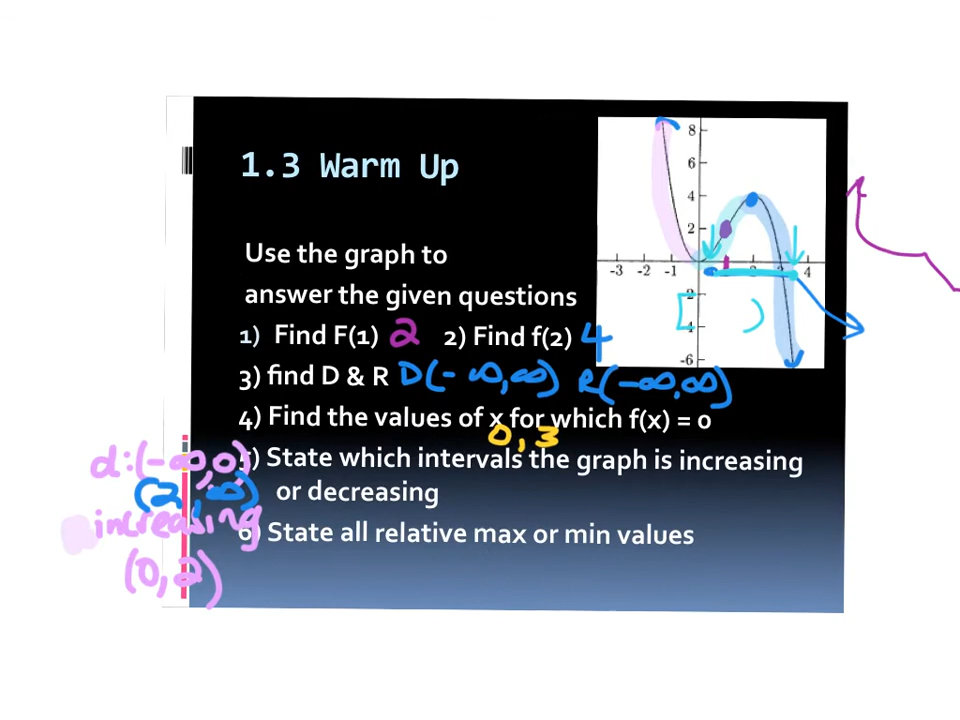 1.3 Warm Up
8
6
4
2
-3 -2 -1 1 2 3 4
-2
-4
-6
[ )
Use the graph to
answer the given questions
1) Find F(1) 2 2) Find f(2) 4
3) find D & R D(-∞,∞) R(-∞,∞)
4) Find the values of x for which f(x) = 0
0,3
5) State which intervals the graph is increasing
or decreasing
d:(-∞,0)
(2,∞)
increasing
(0,2)
6) State all relative max or min values